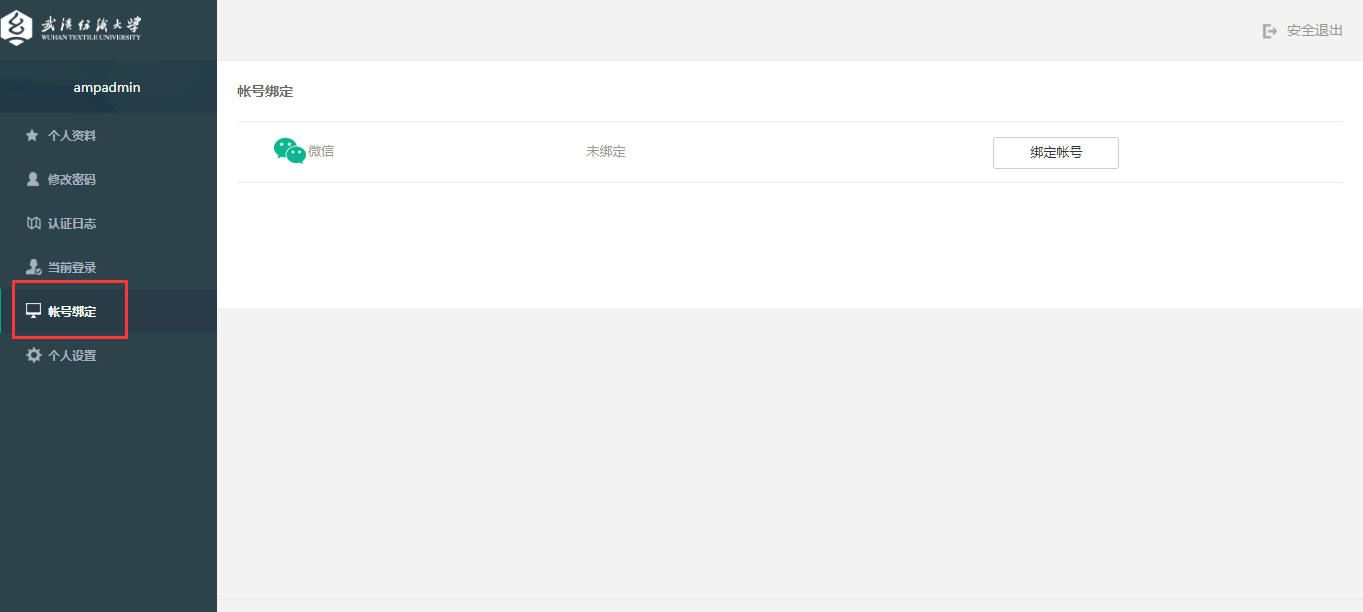 武汉纺织大学
WUHAN TEXTILE UNIVERSITY
安全退出
ampadmin
个人资料
修改密码
认证日志
当前登录
帐号绑定
个人设置
帐号绑定
微信 未绑定 绑定帐号